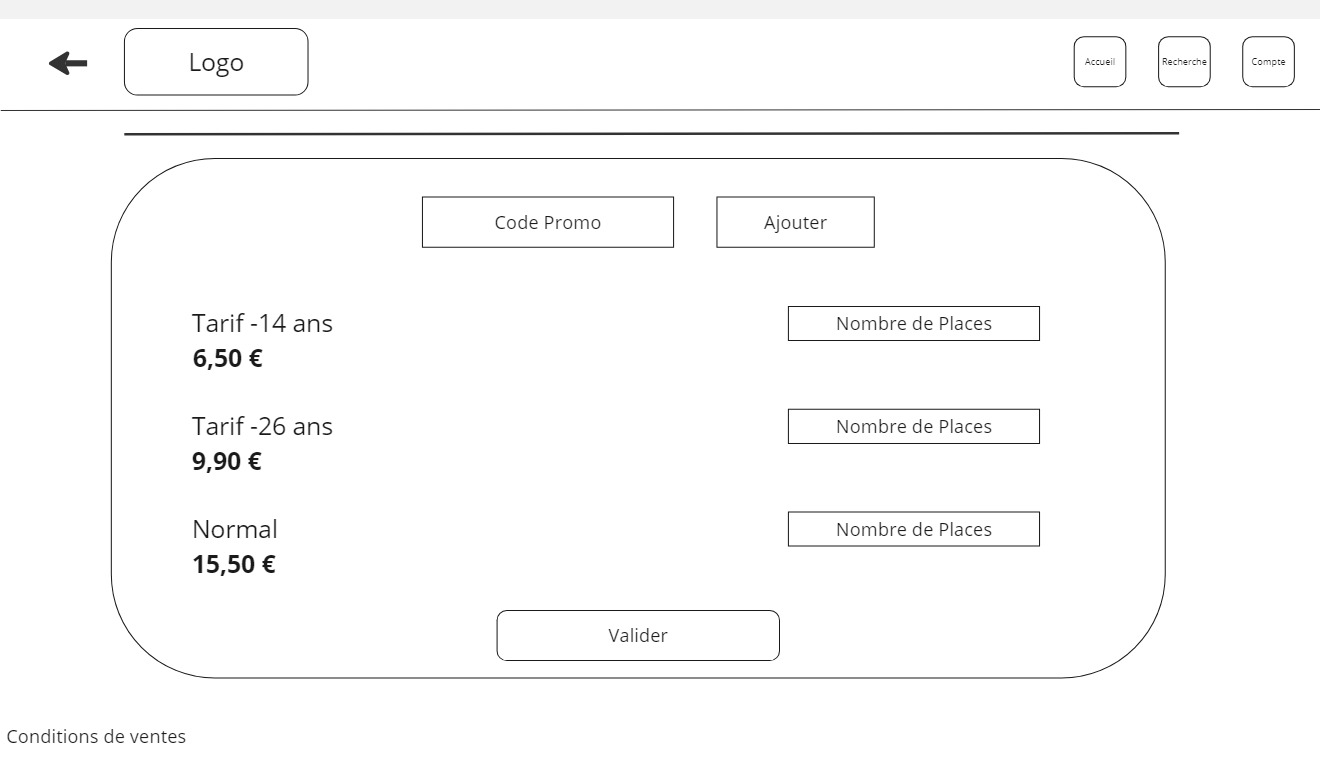 Logo
Accueil
Recherche
Compte
Code Promo
Ajouter
Tarif -14 ans
6,50 €
Nombre de Places
Tarif -26 ans
9,90 €
Nombre de Places
Normal
15,50 €
Nombre de Places
Valider
Conditions de ventes